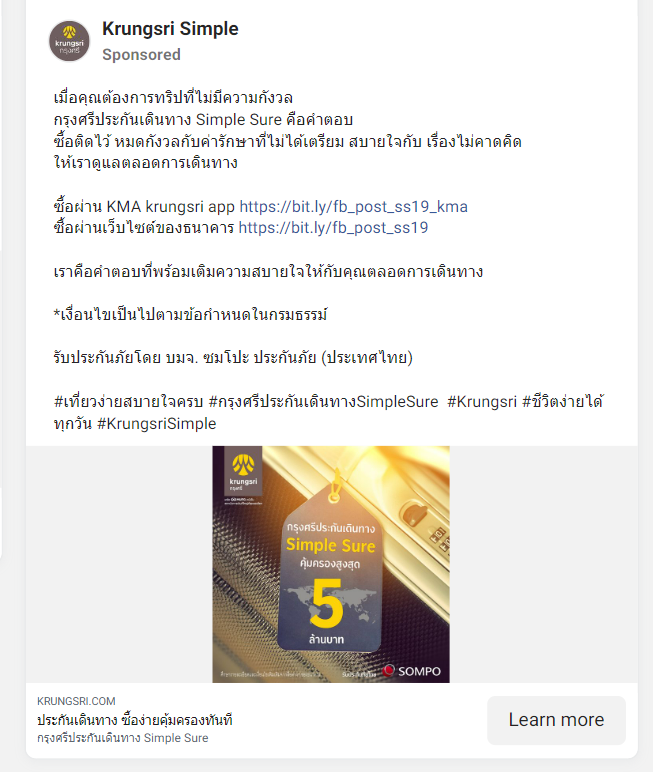 Krungsri Simple
krungsri
กรุงศรี
Sponsored
เมื่อคุณต้องการทริปที่ไม่มีความกังวล
กรุงศรีประกันเดินทาง Simple Sure คือคำตอบ
ซื้อติดไว้ หมดกังวลกับค่ารักษาที่ไม่ได้เตรียม สบายใจกับ เรื่องไม่คาดคิด
ให้เราดูแลตลอดการเดินทาง
ซื้อผ่าน KMA krungsri app https://bit.ly/fb_post_ss19_kma
ซื้อผ่านเว็บไซต์ของธนาคาร https://bit.ly/fb_post_ss19
เราคือคำตอบที่พร้อมเติมความสบายใจให้กับคุณตลอดการเดินทาง
*เงื่อนไขเป็นไปตามข้อกำหนดในกรมธรรม์
รับประกันภัยโดย บมจ. ซมโปะ ประกันภัย (ประเทศไทย)
#เที่ยวง่ายสบายใจครบ #กรุงศรีประกันเดินทางSimpleSure #Krungsri #ชีวิตง่ายได้
ทุกวัน #KrungsriSimple
krungsri
กรุงศรี
กรุงศรีประกันเดินทาง
Simple Sure
คุ้มครองสูงสุด
5
ล้านบาท
รับประกันภัยโดย
SOMPO
KRUNGSRI.COM
ประกันเดินทาง ซื้อง่ายคุ้มครองทันที
กรุงศรีประกันเดินทาง Simple Sure
Learn more